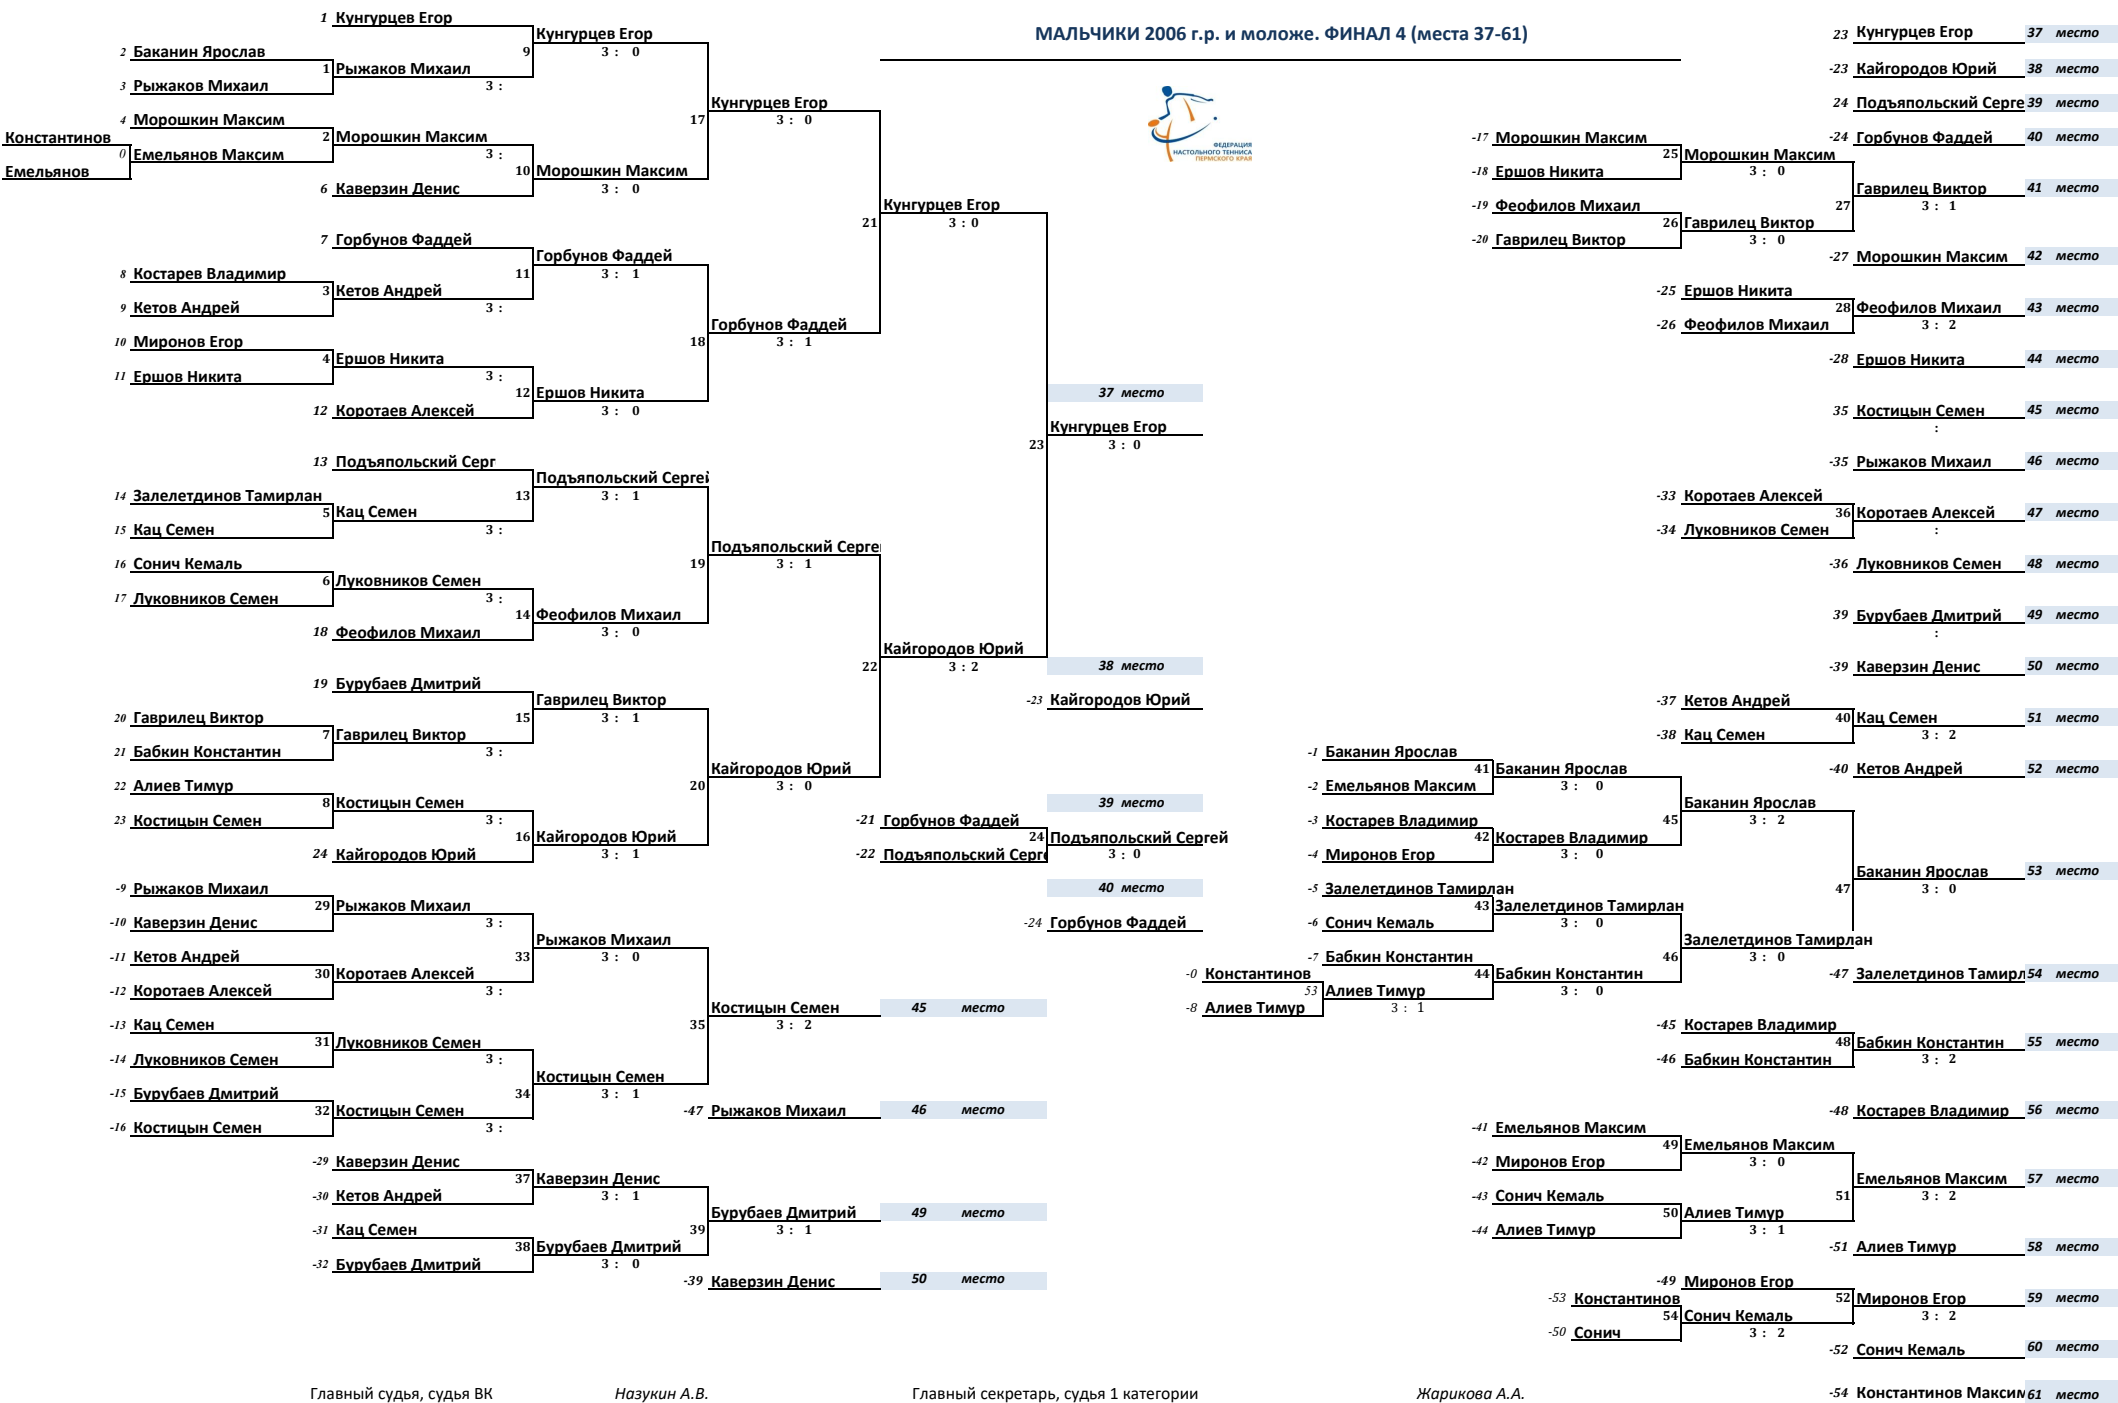 МАЛЬЧИКИ 2006 г.р. и моложе. ФИНАЛ 4 (места 37-61)
ФЕДЕРАЦИЯ
НАСТОЛЬНОГО ТЕННИСА
ПЕРМСКОГО КРАЯ
Константинов
0
Емельянов
2 Баканин Ярослав
3 Рыжаков Михаил
4 Морошкин Максим
Емельянов Максим
8 Костарев Владимир
9 Кетов Андрей
10 Миронов Егор
11 Ершов Никита
14 Залелетдинов Тамирлан
15 Кац Семен
16 Сонич Кемаль
17 Луковников Семен
20 Гаврилец Виктор
21 Бабкин Константин
22 Алиев Тимур
23 Костицын Семен
1 Кунгурцев Егор
1 Рыжаков Михаил
3 :
2 Морошкин Максим
3 :
6 Каверзин Денис
7 Горбунов Фаддей
3 Кетов Андрей
3 :
4 Ершов Никита
3 :
12 Коротаев Алексей
13 Подъяпольский Серг
5 Кац Семен
3 :
6 Луковников Семен
3 :
18 Феофилов Михаил
19 Бурубаев Дмитрий
7 Гаврилец Виктор
3 :
8 Костицын Семен
3 :
24 Кайгородов Юрий
9 Кунгурцев Егор
3 : 0
10 Морошкин Максим
3 : 0
11 Горбунов Фаддей
3 : 1
12 Ершов Никита
3 : 0
13 Подъяпольский Сергей
3 : 1
14 Феофилов Михаил
3 : 0
15 Гаврилец Виктор
3 : 1
16 Кайгородов Юрий
3 : 1
17 Кунгурцев Егор
3 : 0
18 Горбунов Фаддей
3 : 1
19 Подъяпольский Серге
3 : 1
20 Кайгородов Юрий
3 : 0
21 Кунгурцев Егор
3 : 0
22 Кайгородов Юрий
3 : 2
37 место
23 Кунгурцев Егор
3 : 0
38 место
-23 Кайгородов Юрий
39 место
-21 Горбунов Фаддей
24 Подъяпольский Сергей
-22 Подъяпольский Серге
3 : 0
40 место
-24 Горбунов Фаддей
-9 Рыжаков Михаил
29 Рыжаков Михаил
-10 Каверзин Денис
3 :
-11 Кетов Андрей
30 Коротаев Алексей
-12 Коротаев Алексей
3 :
-13 Кац Семен
31 Луковников Семен
-14 Луковников Семен
3 :
-15 Бурубаев Дмитрий
32 Костицын Семен
-16 Костицын Семен
3 :
33 Рыжаков Михаил
3 : 0
34 Костицын Семен
3 : 1
35 Костицын Семен 45 место
3 : 2
-47 Рыжаков Михаил 46 место
-29 Каверзин Денис
37 Каверзин Денис
-30 Кетов Андрей
3 : 1
-31 Кац Семен
38 Бурубаев Дмитрий
-32 Бурубаев Дмитрий
3 : 0
39 Бурубаев Дмитрий 49 место
3 : 1
-39 Каверзин Денис 50 место
23 Кунгурцев Егор 37 место
-23 Кайгородов Юрий 38 место
24 Подъяпольский Серге 39 место
-24 Горбунов Фаддей 40 место
-17 Морошкин Максим
25 Морошкин Максим
-18 Ершов Никита
3 : 0
-19 Феофилов Михаил
26 Гаврилец Виктор
-20 Гаврилец Виктор
3 : 0
27 Гаврилец Виктор 41 место
3 : 1
-27 Морошкин Максим 42 место
-25 Ершов Никита
28 Феофилов Михаил 43 место
-26 Феофилов Михаил
3 : 2
-28 Ершов Никита 44 место
35 Костицын Семен 45 место
:
-35 Рыжаков Михаил 46 место
-33 Коротаев Алексей
36 Коротаев Алексей 47 место
-34 Луковников Семен
:
-36 Луковников Семен 48 место
39 Бурубаев Дмитрий 49 место
:
-39 Каверзин Денис 50 место
-37 Кетов Андрей
40 Кац Семен 51 место
-38 Кац Семен
3 : 2
-40 Кетов Андрей 52 место
-1 Баканин Ярослав
41 Баканин Ярослав
-2 Емельянов Максим
3 : 0
-3 Костарев Владимир
42 Костарев Владимир
-4 Миронов Егор
3 : 0
-5 Залелетдинов Тамирлан
43 Залелетдинов Тамирлан
-6 Сонич Кемаль
3 : 0
-7 Бабкин Константин
44 Бабкин Константин
3 : 0
-0 Константинов
53 Алиев Тимур
-8 Алиев Тимур
3 : 1
45 Баканин Ярослав
3 : 2
46 Залелетдинов Тамирлан
3 : 0
47 Баканин Ярослав 53 место
3 : 0
-47 Залелетдинов Тамирл 54 место
-45 Костарев Владимир
48 Бабкин Константин 55 место
-46 Бабкин Константин
3 : 2
-48 Костарев Владимир 56 место
-41 Емельянов Максим
49 Емельянов Максим
-42 Миронов Егор
3 : 0
-43 Сонич Кемаль
50 Алиев Тимур
-44 Алиев Тимур
3 : 1
51 Емельянов Максим 57 место
3 : 2
-51 Алиев Тимур 58 место
-49 Миронов Егор
52 Миронов Егор 59 место
3 : 2
-53 Константинов
54 Сонич Кемаль
-50 Сонич
3 : 2
-52 Сонич Кемаль 60 место
-54 Константинов Максим 61 место
Главный судья, судья ВК Назукин А.В. Главный секретарь, судья 1 категории Жарикова А.А.